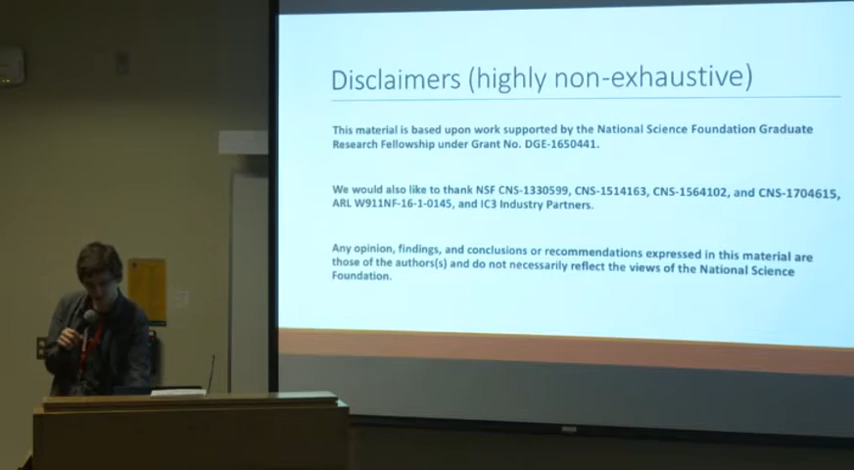 Disclaimers (highly non-exhaustive)
This material is based upon work supported by the National Science Foundation Graduate
Research Fellowship under Grant No. DGE-1650441.
We would also like to thank NSF CNS-1330599, CNS-1514163, CNS-1564102, and CNS-1704615,
ARL W911NF-16-1-0145, and IC3 Industry Partners.
Any opinion, findings, and conclusions or recommendations expressed in this material are
those of the authors(s) and do not necessarily reflect the views of the National Science
Foundation.